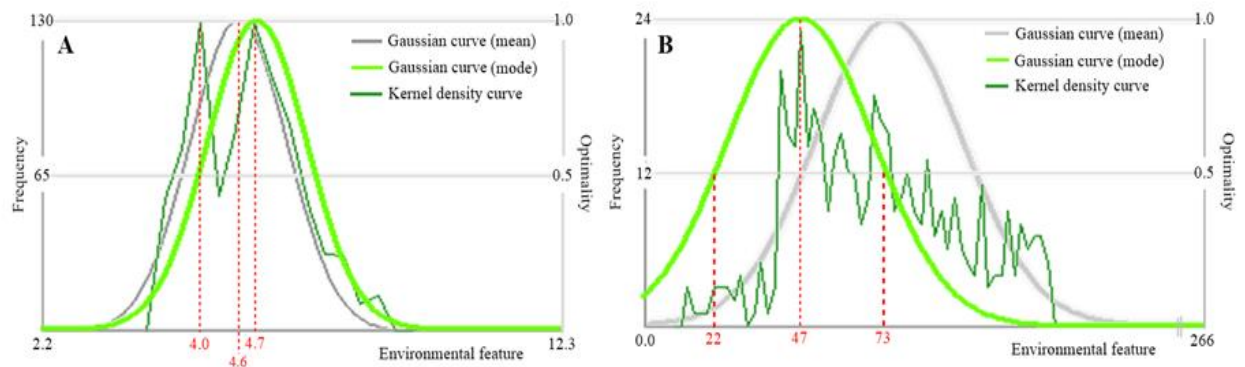 130
A
1.0
Gaussian curve (mean)
Gaussian curve (mode)
Kernel density curve
Frequency
65
0.5
Optimality
2.2
4.0
4.6
4.7
Environmental feature
12.3
24
B
1.0
Gaussian curve (mean)
Gaussian curve (mode)
Kernel density curve
Frequency
12
0.5
Optimality
0.0
22
47
73
Environmental feature
266